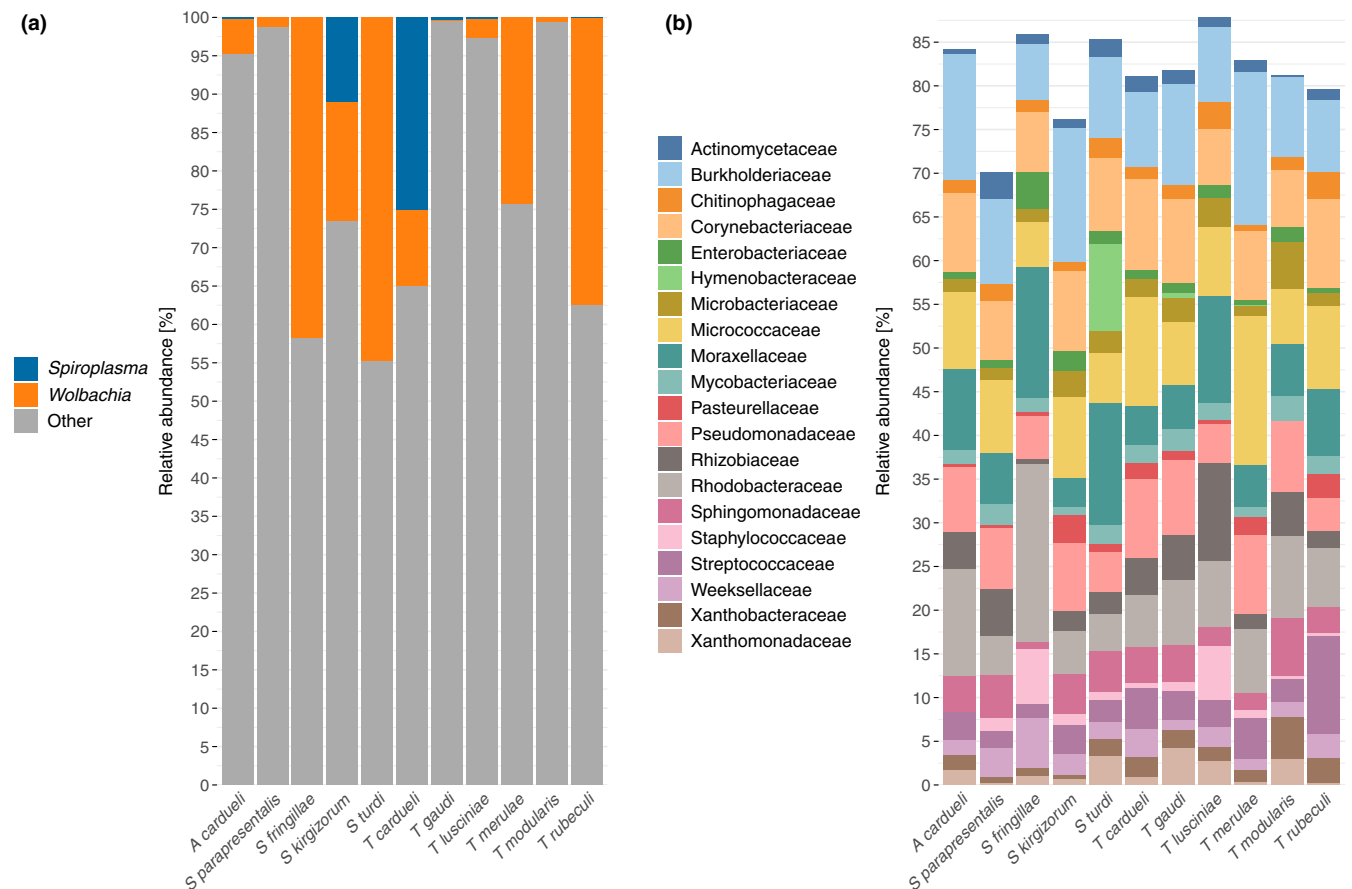 (a)
Relative abundance [%]
100
95
90
85
80
75
70
65
60
55
50
45
40
35
30
25
20
15
10
5
0
Spiroplasma
Wolbachia
Other
A cardueli
S parapresentalis
S fringillae
S kirgizorum
S turdi
T cardueli
T gaudi
T lusciniae
T merulae
T modularis
T rubeculi
(b)
Actinomycetaceae
Burkholderiaceae
Chitinophagaceae
Corynebacteriaceae
Enterobacteriaceae
Hymenobacteraceae
Microbacteriaceae
Micrococcaceae
Moraxellaceae
Mycobacteriaceae
Pasteurellaceae
Pseudomonadaceae
Rhizobiaceae
Rhodobacteraceae
Sphingomonadaceae
Staphylococcaceae
Streptococcaceae
Weeksellaceae
Xanthobacteraceae
Xanthomonadaceae
Relative abundance [%]
85
80
75
70
65
60
55
50
45
40
35
30
25
20
15
10
5
0
A cardueli
S parapresentalis
S fringillae
S kirgizorum
S turdi
T cardueli
T gaudi
T lusciniae
T merulae
T modularis
T rubeculi